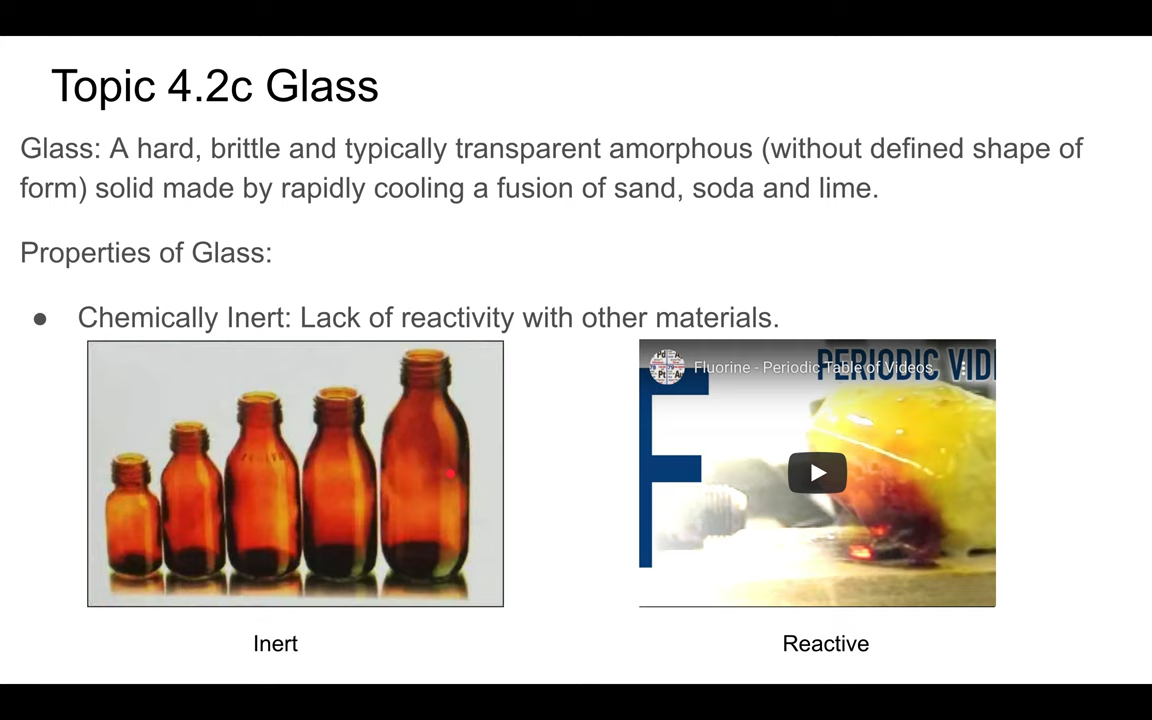 Topic 4.2c Glass
Glass: A hard, brittle and typically transparent amorphous (without defined shape of
form) solid made by rapidly cooling a fusion of sand, soda and lime.
Properties of Glass:
● Chemically Inert: Lack of reactivity with other materials.
Fluorine - Periodic Table of Videos
PERIODIC VID
F
Inert
Reactive